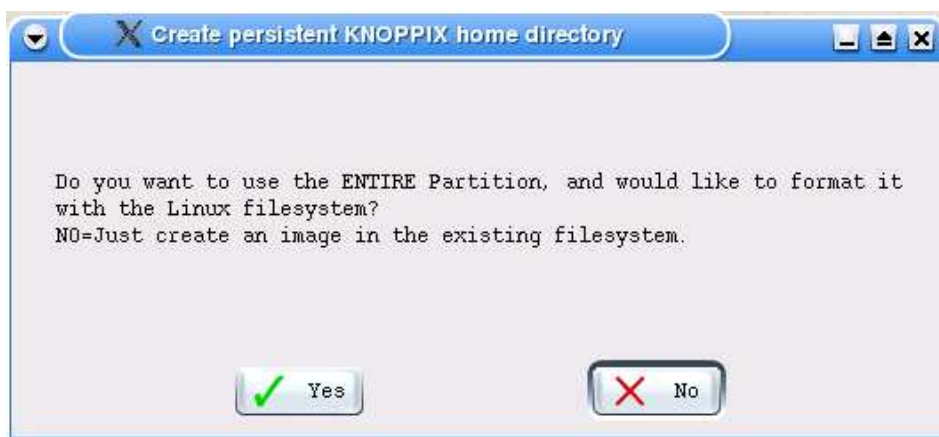 Create persistent KNOPPIX home directory
Do you want to use the ENTIRE Partition, and would like to format it
with the Linux filesystem?
NO=Just create an image in the existing filesystem.
Yes
No